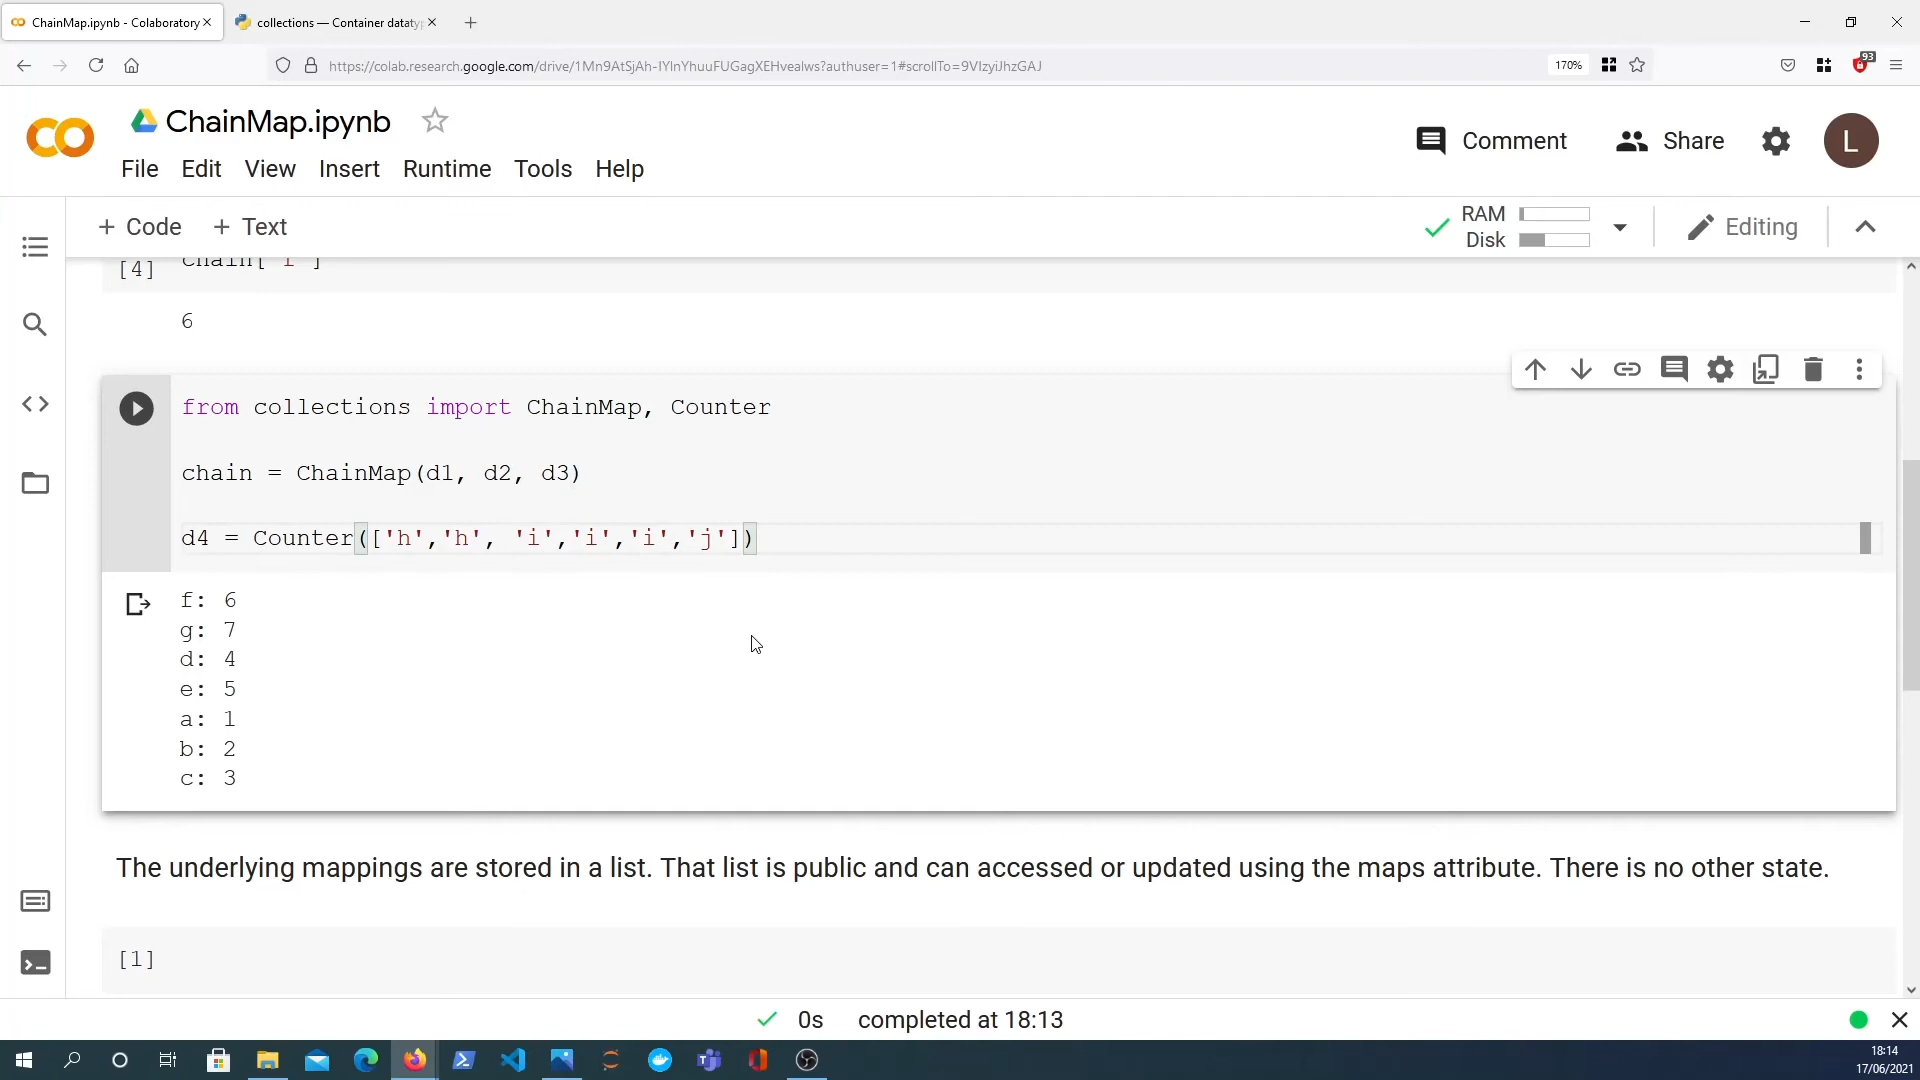 ChainMap.ipynb - Colaboratory
collections — Container dataty
https://colab.research.google.com/drive/1Mn9AtSjAh-IYlnYhuuFUGagXEHvealws?authuser=1#scrollTo=9VIzyiJhzGAJ
170%
93
ChainMap.ipynb
Comment
Share
L
File Edit View Insert Runtime Tools Help
+ Code + Text
RAM
Disk
Editing
[4] chain['f']
6
from collections import ChainMap, Counter
chain = ChainMap(d1, d2, d3)
d4 = Counter(['h','h', 'i','i','i','j'])
f: 6
g: 7
d: 4
e: 5
a: 1
b: 2
c: 3
The underlying mappings are stored in a list. That list is public and can accessed or updated using the maps attribute. There is no other state.
[1]
0s completed at 18:13
18:14
17/06/2021